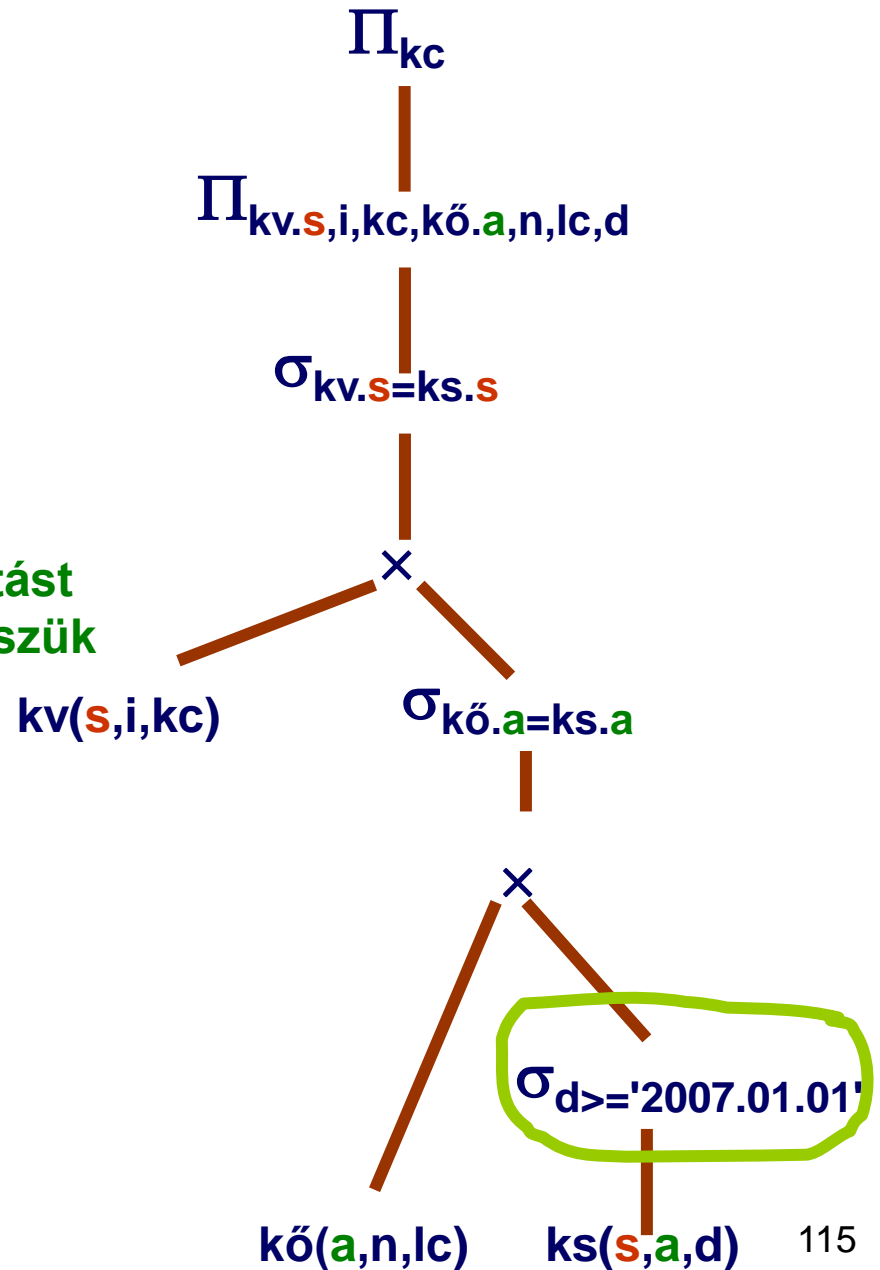 Πkc
Πkv.s,i,kc,kő.a,n,lc,d
σkv.s=ks.s
×
tást
szük
kv(s,i,kc)
σkő.a=ks.a
×
σd>='2007.01.01'
kő(a,n,lc)
ks(s,a,d)
115